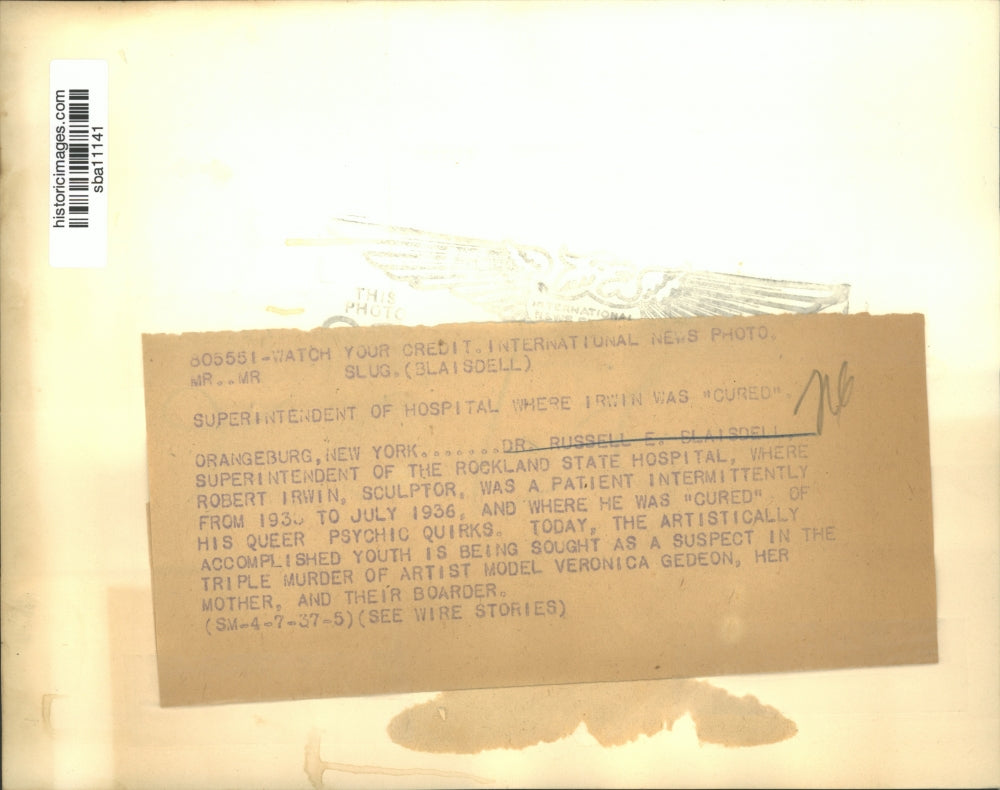 historicimages.com
sba11141
THIS
PHOTO
INTERNATIONAL
805551-WATCH YOUR CREDIT.INTERNATIONAL NEWS PHOTO.
MR..MR SLUG.(BLAISDELL)
SUPERINTENDENT OF HOSPITAL WHERE IRWIN WAS "CURED".
ORANGEBURG,NEW YORK.......DR. RUSSELL E. BLAISDELL,
SUPERINTENDENT OF THE ROCKLAND STATE HOSPITAL, WHERE
ROBERT IRWIN, SCULPTOR, WAS A PATIENT INTERMITTENTLY
FROM TO JULY 1936, AND WHERE HE WAS "CURED", OF
HIS QUEER PSYCHIC QUIRKS. TODAY, THE ARTISTICALLY
ACCOMPLISHED YOUTH IS BEING SOUGHT AS A SUSPECT IN THE
TRIPLE MURDER OF ARTIST MODEL VERONICA GEDEON, HER
MOTHER, AND THEIR BOARDER.
(SM-4-7-37-5)(SEE WIRE STORIES)